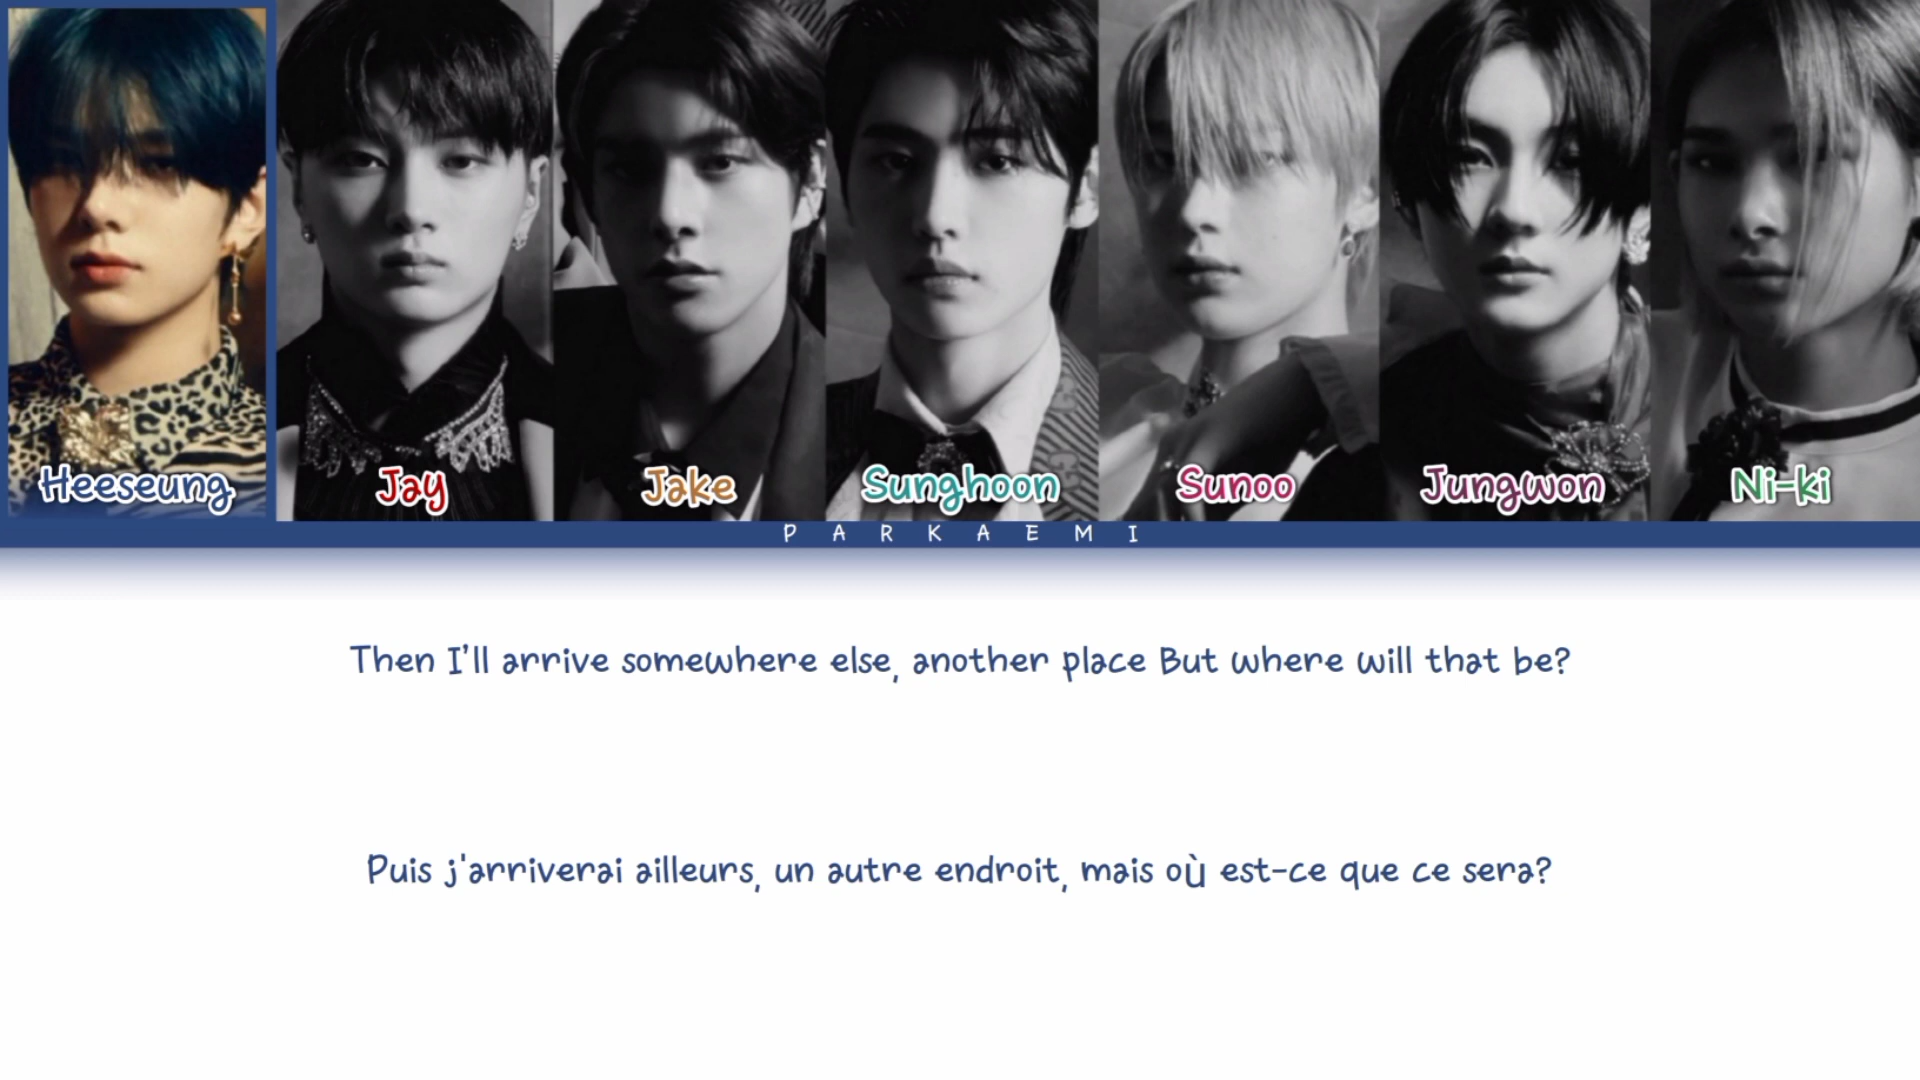 Heeseung Jay Jake Sunghoon Sunoo Jungwon Ni-ki
PARKAEMI
Then I'll arrive somewhere else, another place But where will that be?
Puis j'arriverai ailleurs, un autre endroit, mais où est-ce que ce sera?